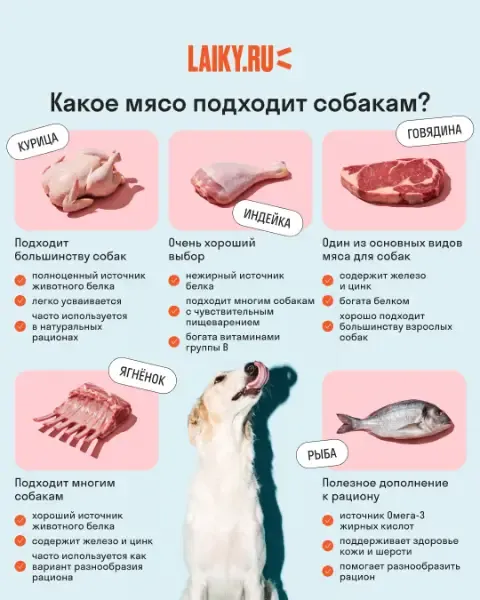 LAIKY.RU
Какое мясо подходит собакам?
КУРИЦА
Подходит
большинству собак
полноценный источник
животного белка
легко усваивается
часто используется
в натуральных
рационах
ИНДЕЙКА
Очень хороший
выбор
нежирный источник
белка
подходит многим собакам
с чувствительным
пищеварением
богата витаминами
группы B
ГОВЯДИНА
Один из основных видов
мяса для собак
содержит железо
и цинк
богата белком
хорошо подходит
большинству взрослых
собак
ЯГНЁНОК
Подходит многим
собакам
хороший источник
животного белка
содержит железо и цинк
часто используется как
вариант разнообразия
рациона
РЫБА
Полезное дополнение
к рациону
источник Омега-3
жирных кислот
поддерживает здоровье
кожи и шерсти
помогает разнообразить
рацион